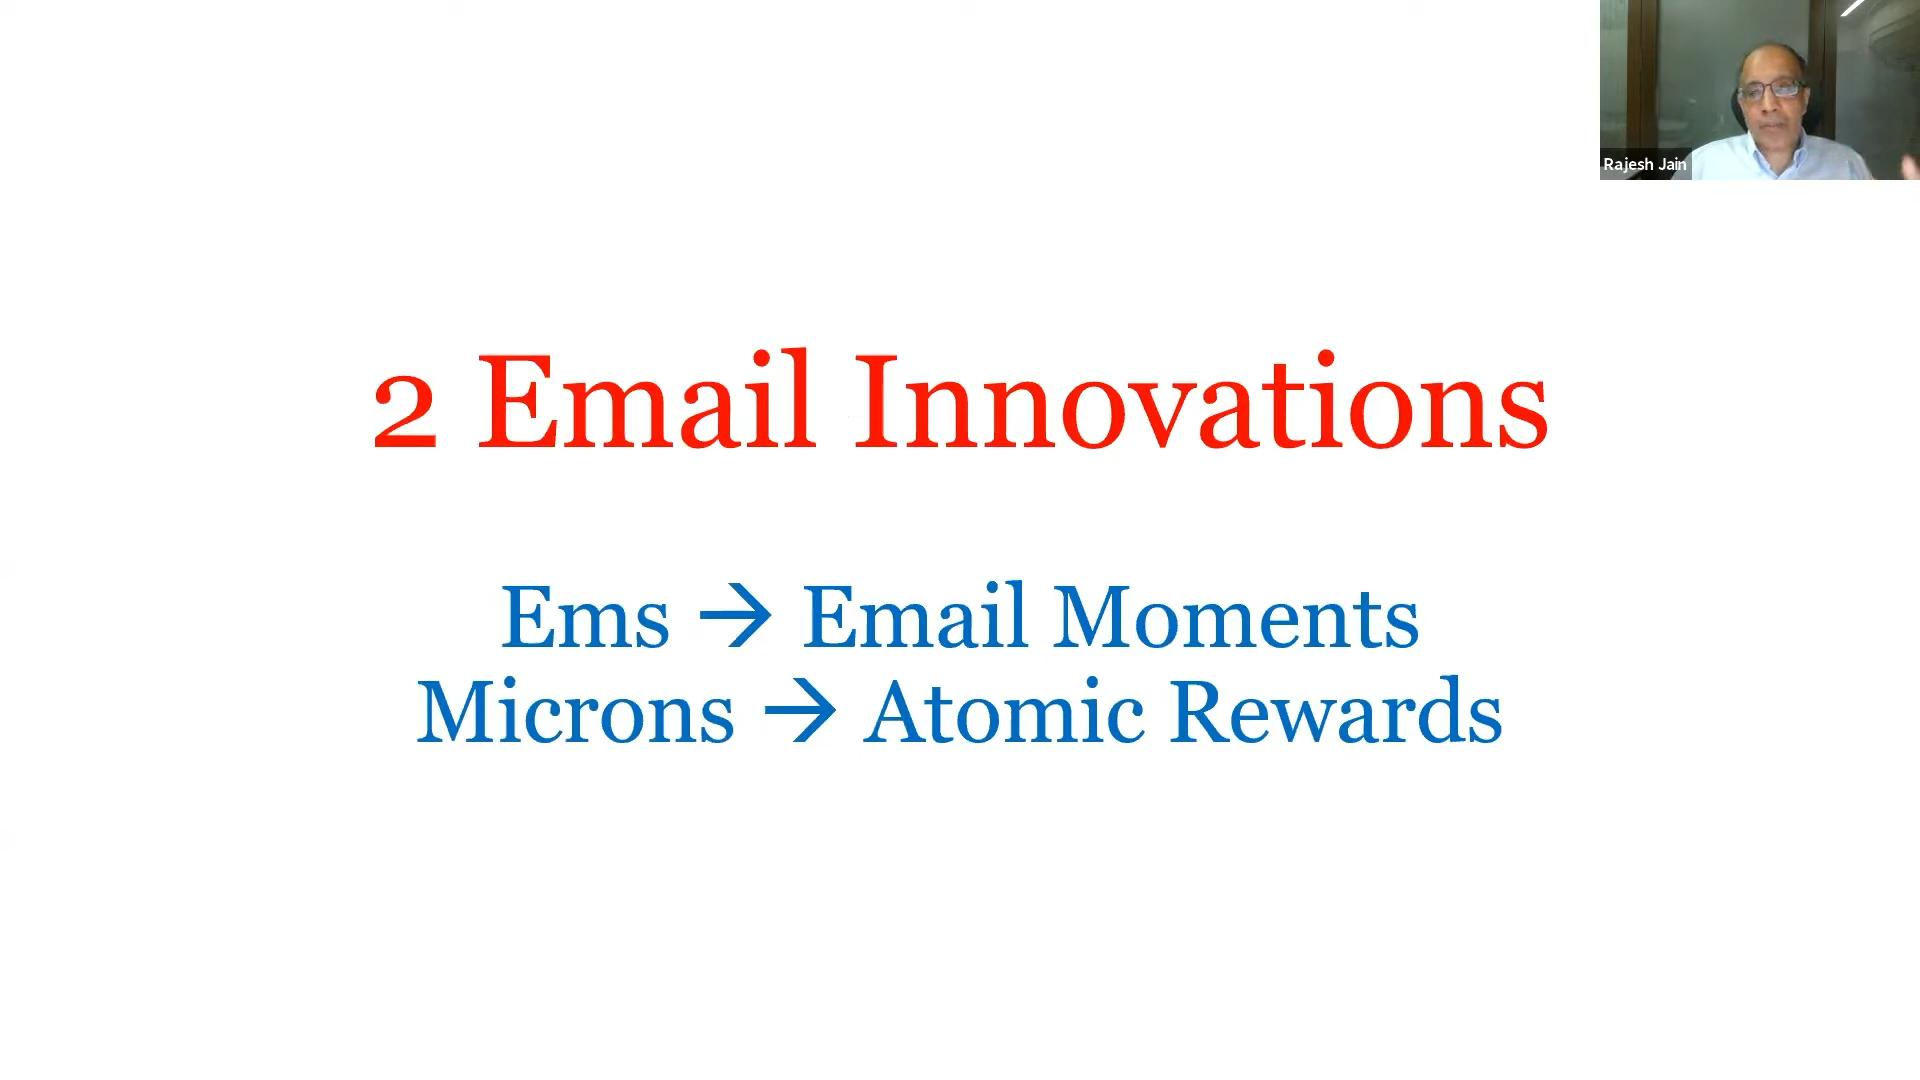 Rajesh Jain
2 Email Innovations
Ems → Email Moments
Microns → Atomic Rewards